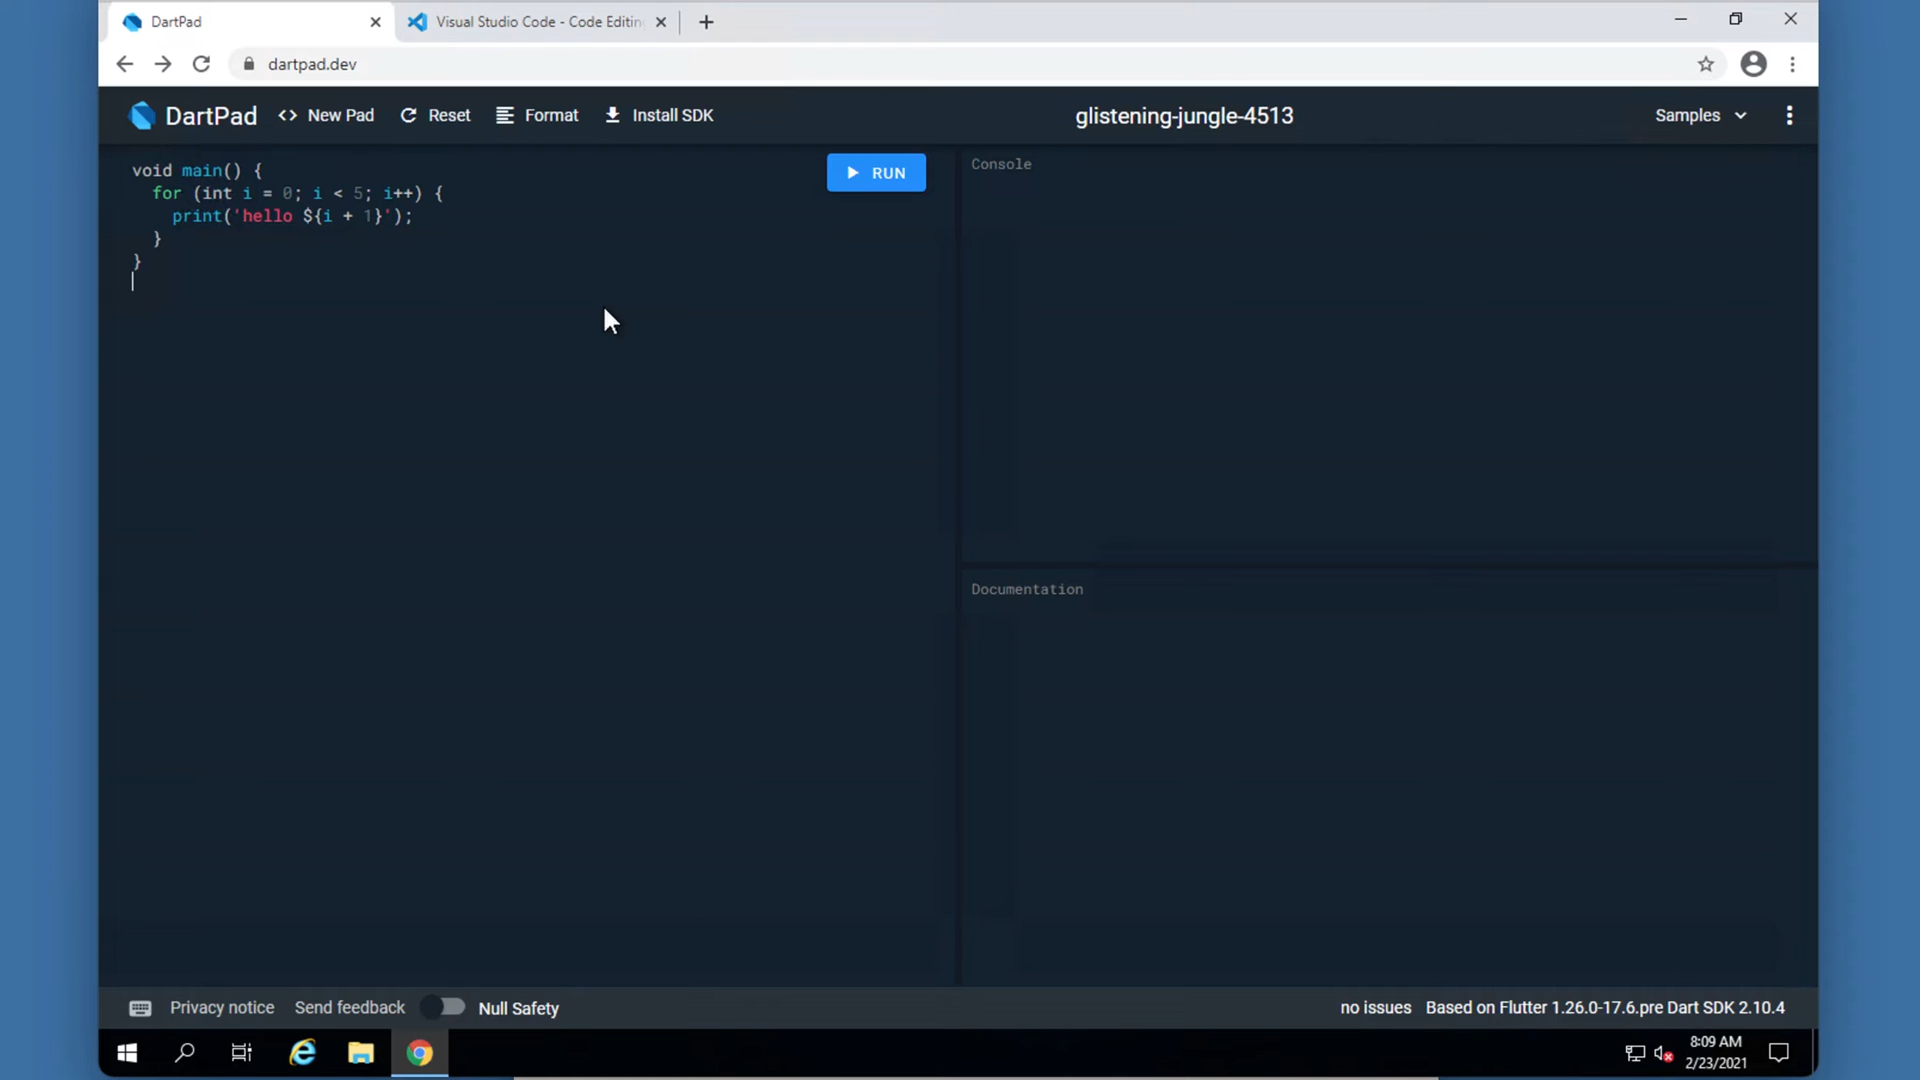 DartPad
Visual Studio Code - Code Editin
dartpad.dev
DartPad
<> New Pad
Reset
Format
Install SDK
glistening-jungle-4513
Samples
void main() {
for (int i = 0; i < 5; i++) {
print('hello ${i + 1}');
}
}
RUN
Console
Documentation
Privacy notice
Send feedback
Null Safety
no issues
Based on Flutter 1.26.0-17.6.pre Dart SDK 2.10.4
8:09 AM
2/23/2021